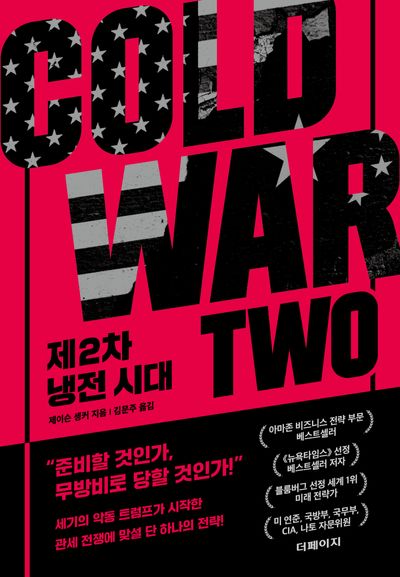 COLD
WAR
TWO
제2차
냉전 시대
제이슨 솅커 지음 | 김문주 옮김
“준비할 것인가,
무방비로 당할 것인가!”
세기의 악동 트럼프가 시작한
관세 전쟁에 맞설 단 하나의 전략!
아마존 비즈니스 전략 부문
베스트셀러
《뉴욕타임스》 선정
베스트셀러 저자
블룸버그 선정 세계 1위
미래 전략가
미 연준, 국방부, 국무부,
CIA, 나토 자문위원
더페이지